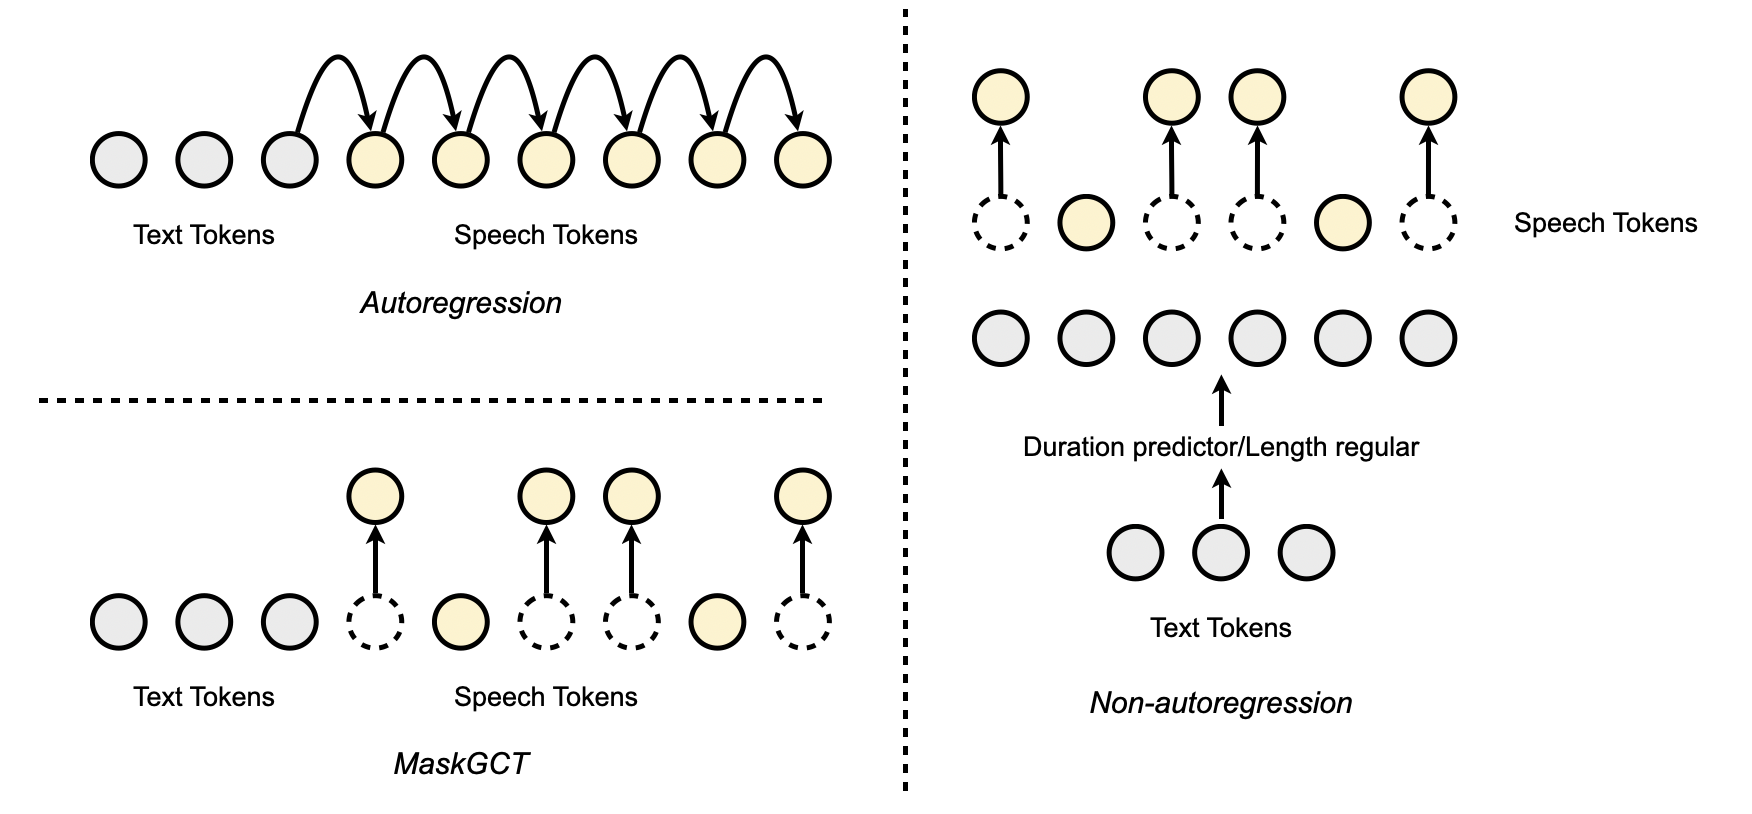 Text Tokens
Speech Tokens
Autoregression
Text Tokens
Speech Tokens
MaskGCT
Speech Tokens
Duration predictor/Length regular
Text Tokens
Non-autoregression